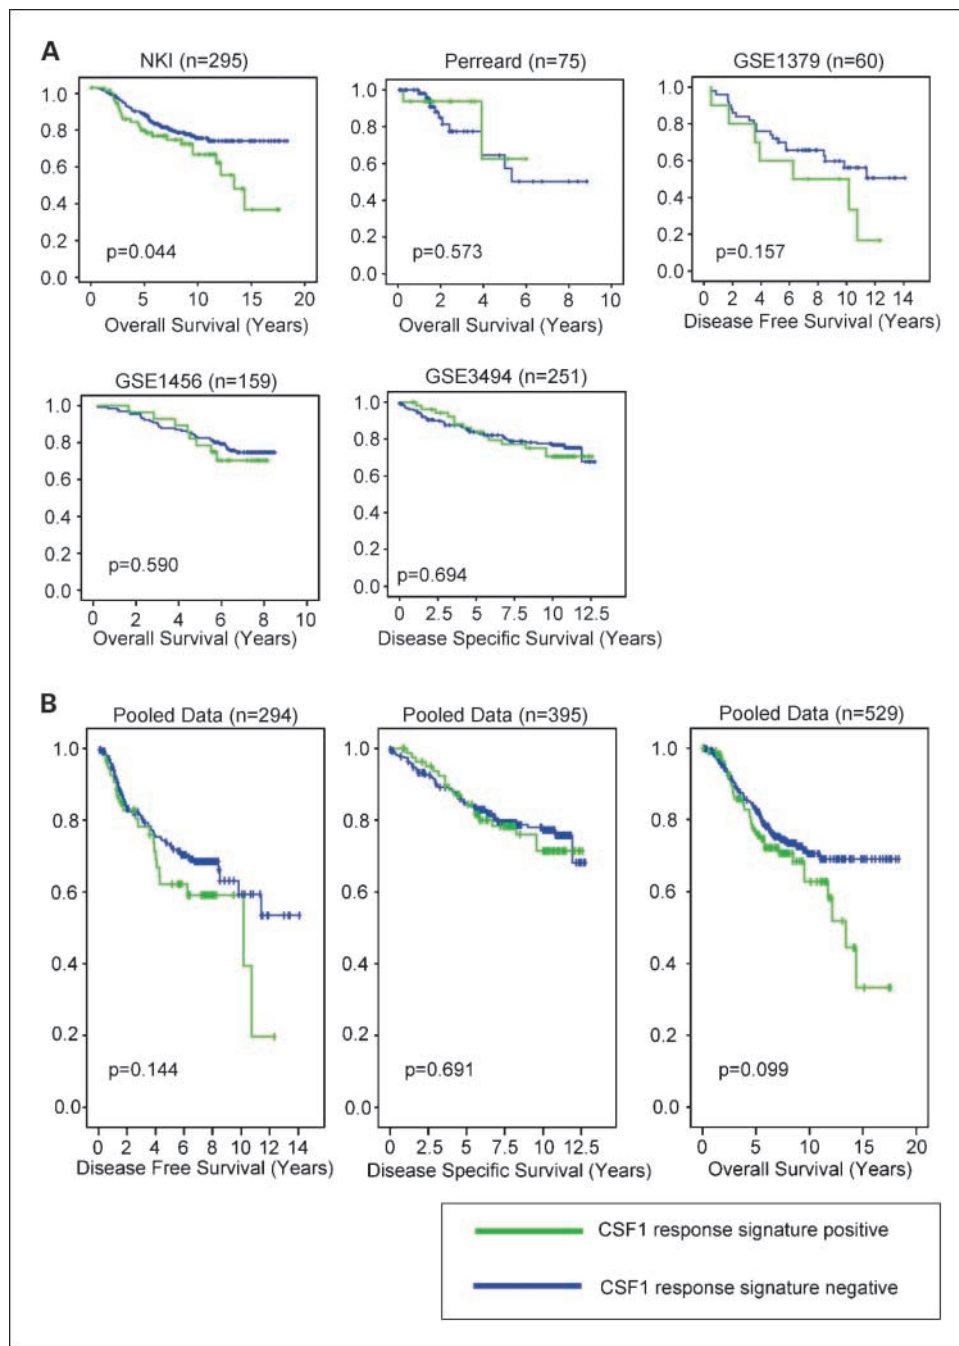 A
NKI (n=295)
1.0
0.8
0.6
0.4
0.2
0.0
p=0.044
0 5 10 15 20
Overall Survival (Years)
Perreard (n=75)
1.0
0.8
0.6
0.4
0.2
0.0
p=0.573
0 2 4 6 8 10
Overall Survival (Years)
GSE1379 (n=60)
1.0
0.8
0.6
0.4
0.2
0.0
p=0.157
0 2 4 6 8 10 12 14
Disease Free Survival (Years)
GSE1456 (n=159)
1.0
0.8
0.6
0.4
0.2
0.0
p=0.590
0 2 4 6 8 10
Overall Survival (Years)
GSE3494 (n=251)
1.0
0.8
0.6
0.4
0.2
0.0
p=0.694
0 2.5 5 7.5 10 12.5
Disease Specific Survival (Years)
B
Pooled Data (n=294)
1.0
0.8
0.6
0.4
0.2
0.0
p=0.144
0 2 4 6 8 10 12 14
Disease Free Survival (Years)
Pooled Data (n=395)
1.0
0.8
0.6
0.4
0.2
0.0
p=0.691
0 2.5 5 7.5 10 12.5
Disease Specific Survival (Years)
Pooled Data (n=529)
1.0
0.8
0.6
0.4
0.2
0.0
p=0.099
0 5 10 15 20
Overall Survival (Years)
CSF1 response signature positive
CSF1 response signature negative